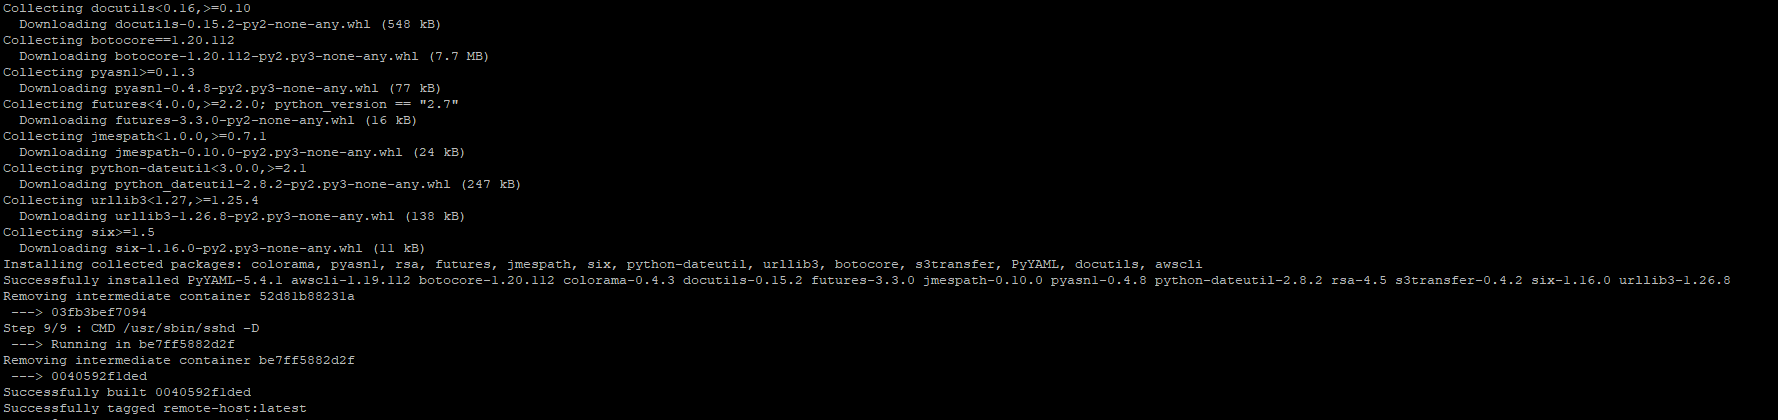 Collecting docutils<0.16,>=0.10
Downloading docutils-0.15.2-py2-none-any.whl (548 kB)
Collecting botocore==1.20.112
Downloading botocore-1.20.112-py2.py3-none-any.whl (7.7 MB)
Collecting pyasn1>=0.1.3
Downloading pyasn1-0.4.8-py2.py3-none-any.whl (77 kB)
Collecting futures<4.0.0,>=2.2.0; python_version == "2.7"
Downloading futures-3.3.0-py2-none-any.whl (16 kB)
Collecting jmespath<1.0.0,>=0.7.1
Downloading jmespath-0.10.0-py2.py3-none-any.whl (24 kB)
Collecting python-dateutil<3.0.0,>=2.1
Downloading python_dateutil-2.8.2-py2.py3-none-any.whl (247 kB)
Collecting urllib3<1.27,>=1.25.4
Downloading urllib3-1.26.8-py2.py3-none-any.whl (138 kB)
Collecting six>=1.5
Downloading six-1.16.0-py2.py3-none-any.whl (11 kB)
Installing collected packages: colorama, pyasn1, rsa, futures, jmespath, six, python-dateutil, urllib3, botocore, s3transfer, PyYAML, docutils, awscli
Successfully installed PyYAML-5.4.1 awscli-1.19.112 botocore-1.20.112 colorama-0.4.3 docutils-0.15.2 futures-3.3.0 jmespath-0.10.0 pyasn1-0.4.8 python-dateutil-2.8.2 rsa-4.5 s3transfer-0.4.2 six-1.16.0 urllib3-1.26.8
Removing intermediate container 52d81b88231a
---> 03fb3bef7094
Step 9/9 : CMD /usr/sbin/sshd -D
---> Running in be7ff5882d2f
Removing intermediate container be7ff5882d2f
---> 0040592f1ded
Successfully built 0040592f1ded
Successfully tagged remote-host:latest